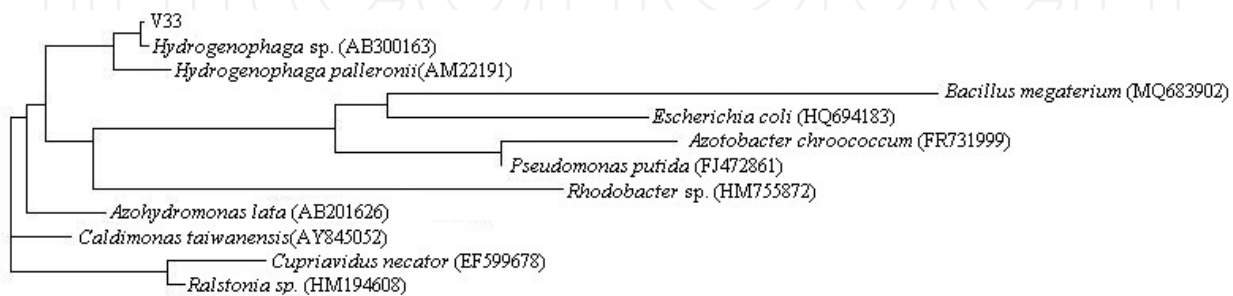 V33
Hydrogenophaga sp. (AB300163)
Hydrogenophaga palleronii(AM22191)
Bacillus megaterium (MQ683902)
Escherichia coli (HQ694183)
Azotobacter chroococcum (FR731999)
Pseudomonas putida (FJ472861)
Rhodobacter sp. (HM755872)
Azohydromonas lata (AB201626)
Caldimonas taiwanensis(AY845052)
Cupriavidus necator (EF599678)
Ralstonia sp. (HM194608)